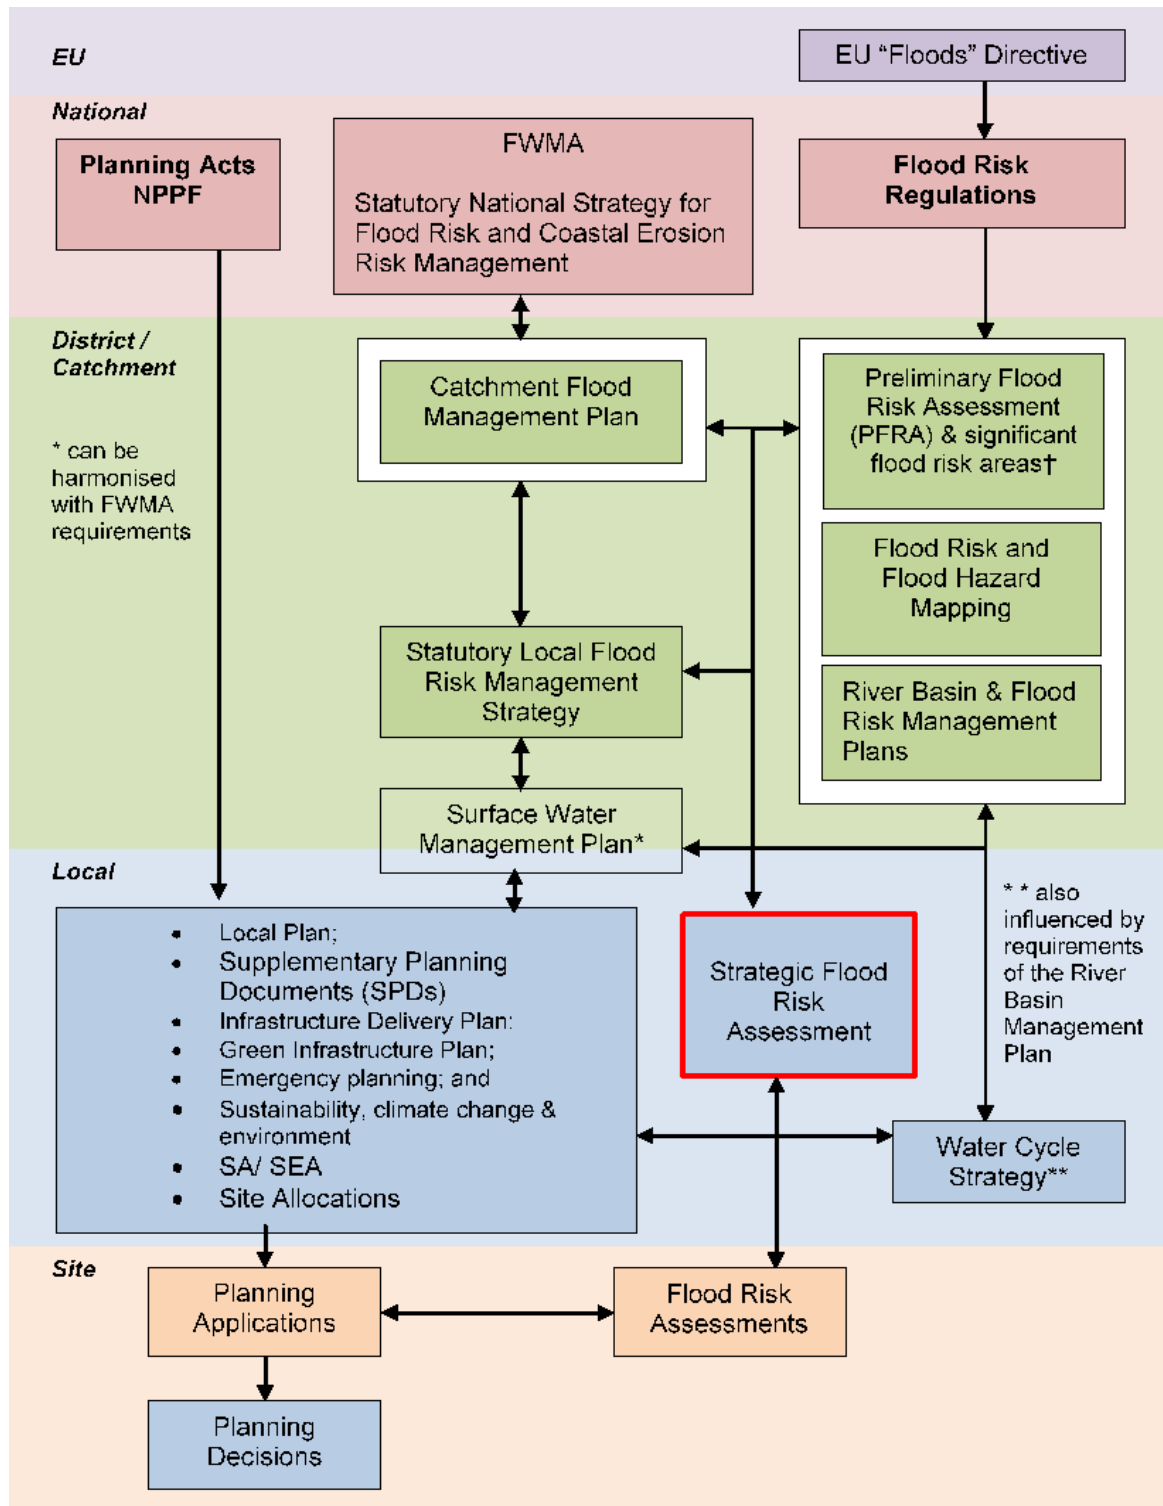 EU
EU “Floods” Directive
National
Planning Acts
NPPF
FWMA
Statutory National Strategy for
Flood Risk and Coastal Erosion
Risk Management
Flood Risk
Regulations
District /
Catchment
* can be
harmonised
with FWMA
requirements
Catchment Flood
Management Plan
Preliminary Flood
Risk Assessment
(PFRA) & significant
flood risk areas†
Flood Risk and
Flood Hazard
Mapping
River Basin & Flood
Risk Management
Plans
Statutory Local Flood
Risk Management
Strategy
Surface Water
Management Plan*
Local
• Local Plan;
• Supplementary Planning
Documents (SPDs)
• Infrastructure Delivery Plan:
• Green Infrastructure Plan;
• Emergency planning; and
• Sustainability, climate change &
environment
• SA/ SEA
• Site Allocations
Strategic Flood
Risk
Assessment
* * also
influenced by
requirements
of the River
Basin
Management
Plan
Water Cycle
Strategy**
Site
Planning
Applications
Flood Risk
Assessments
Planning
Decisions